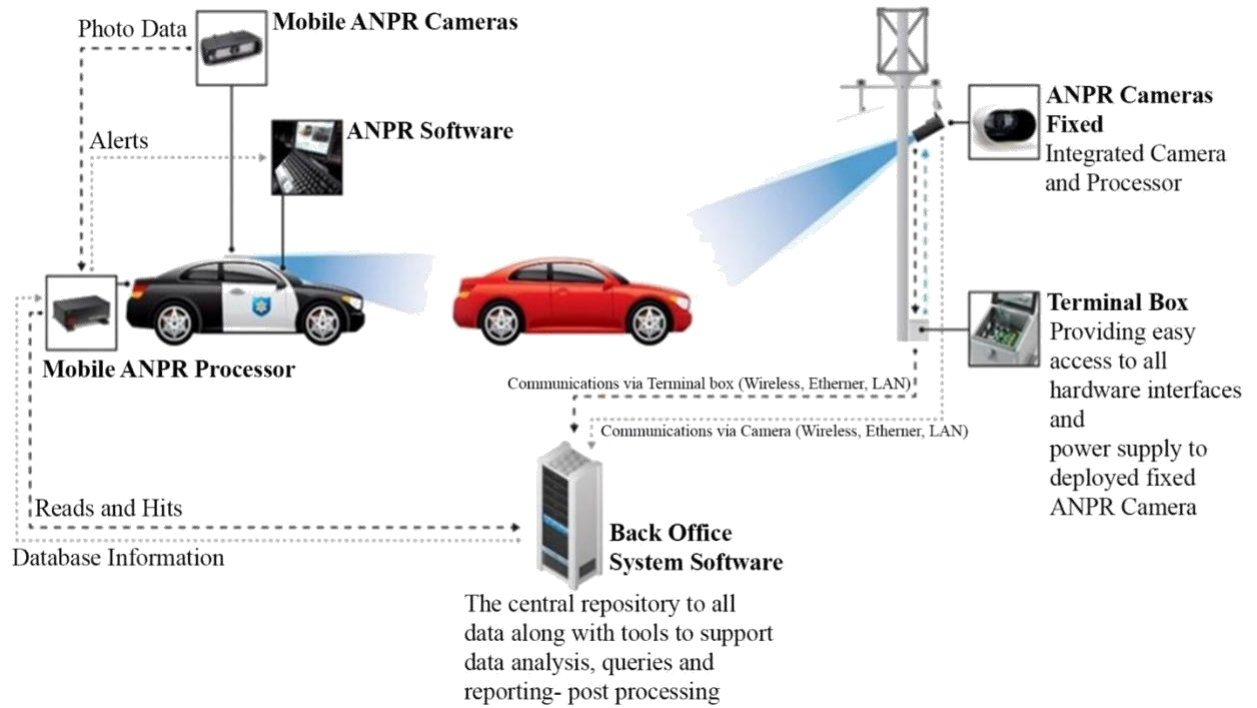 Photo Data
Mobile ANPR Cameras
Alerts
ANPR Software
ANPR Cameras
Fixed
Integrated Camera
and Processor
Mobile ANPR Processor
Terminal Box
Providing easy
access to all
hardware interfaces
and
power supply to
deployed fixed
ANPR Camera
Communications via Terminal box (Wireless, Etherner, LAN)
Communications via Camera (Wireless, Etherner, LAN)
Reads and Hits
Database Information
Back Office
System Software
The central repository to all
data along with tools to support
data analysis, queries and
reporting- post processing